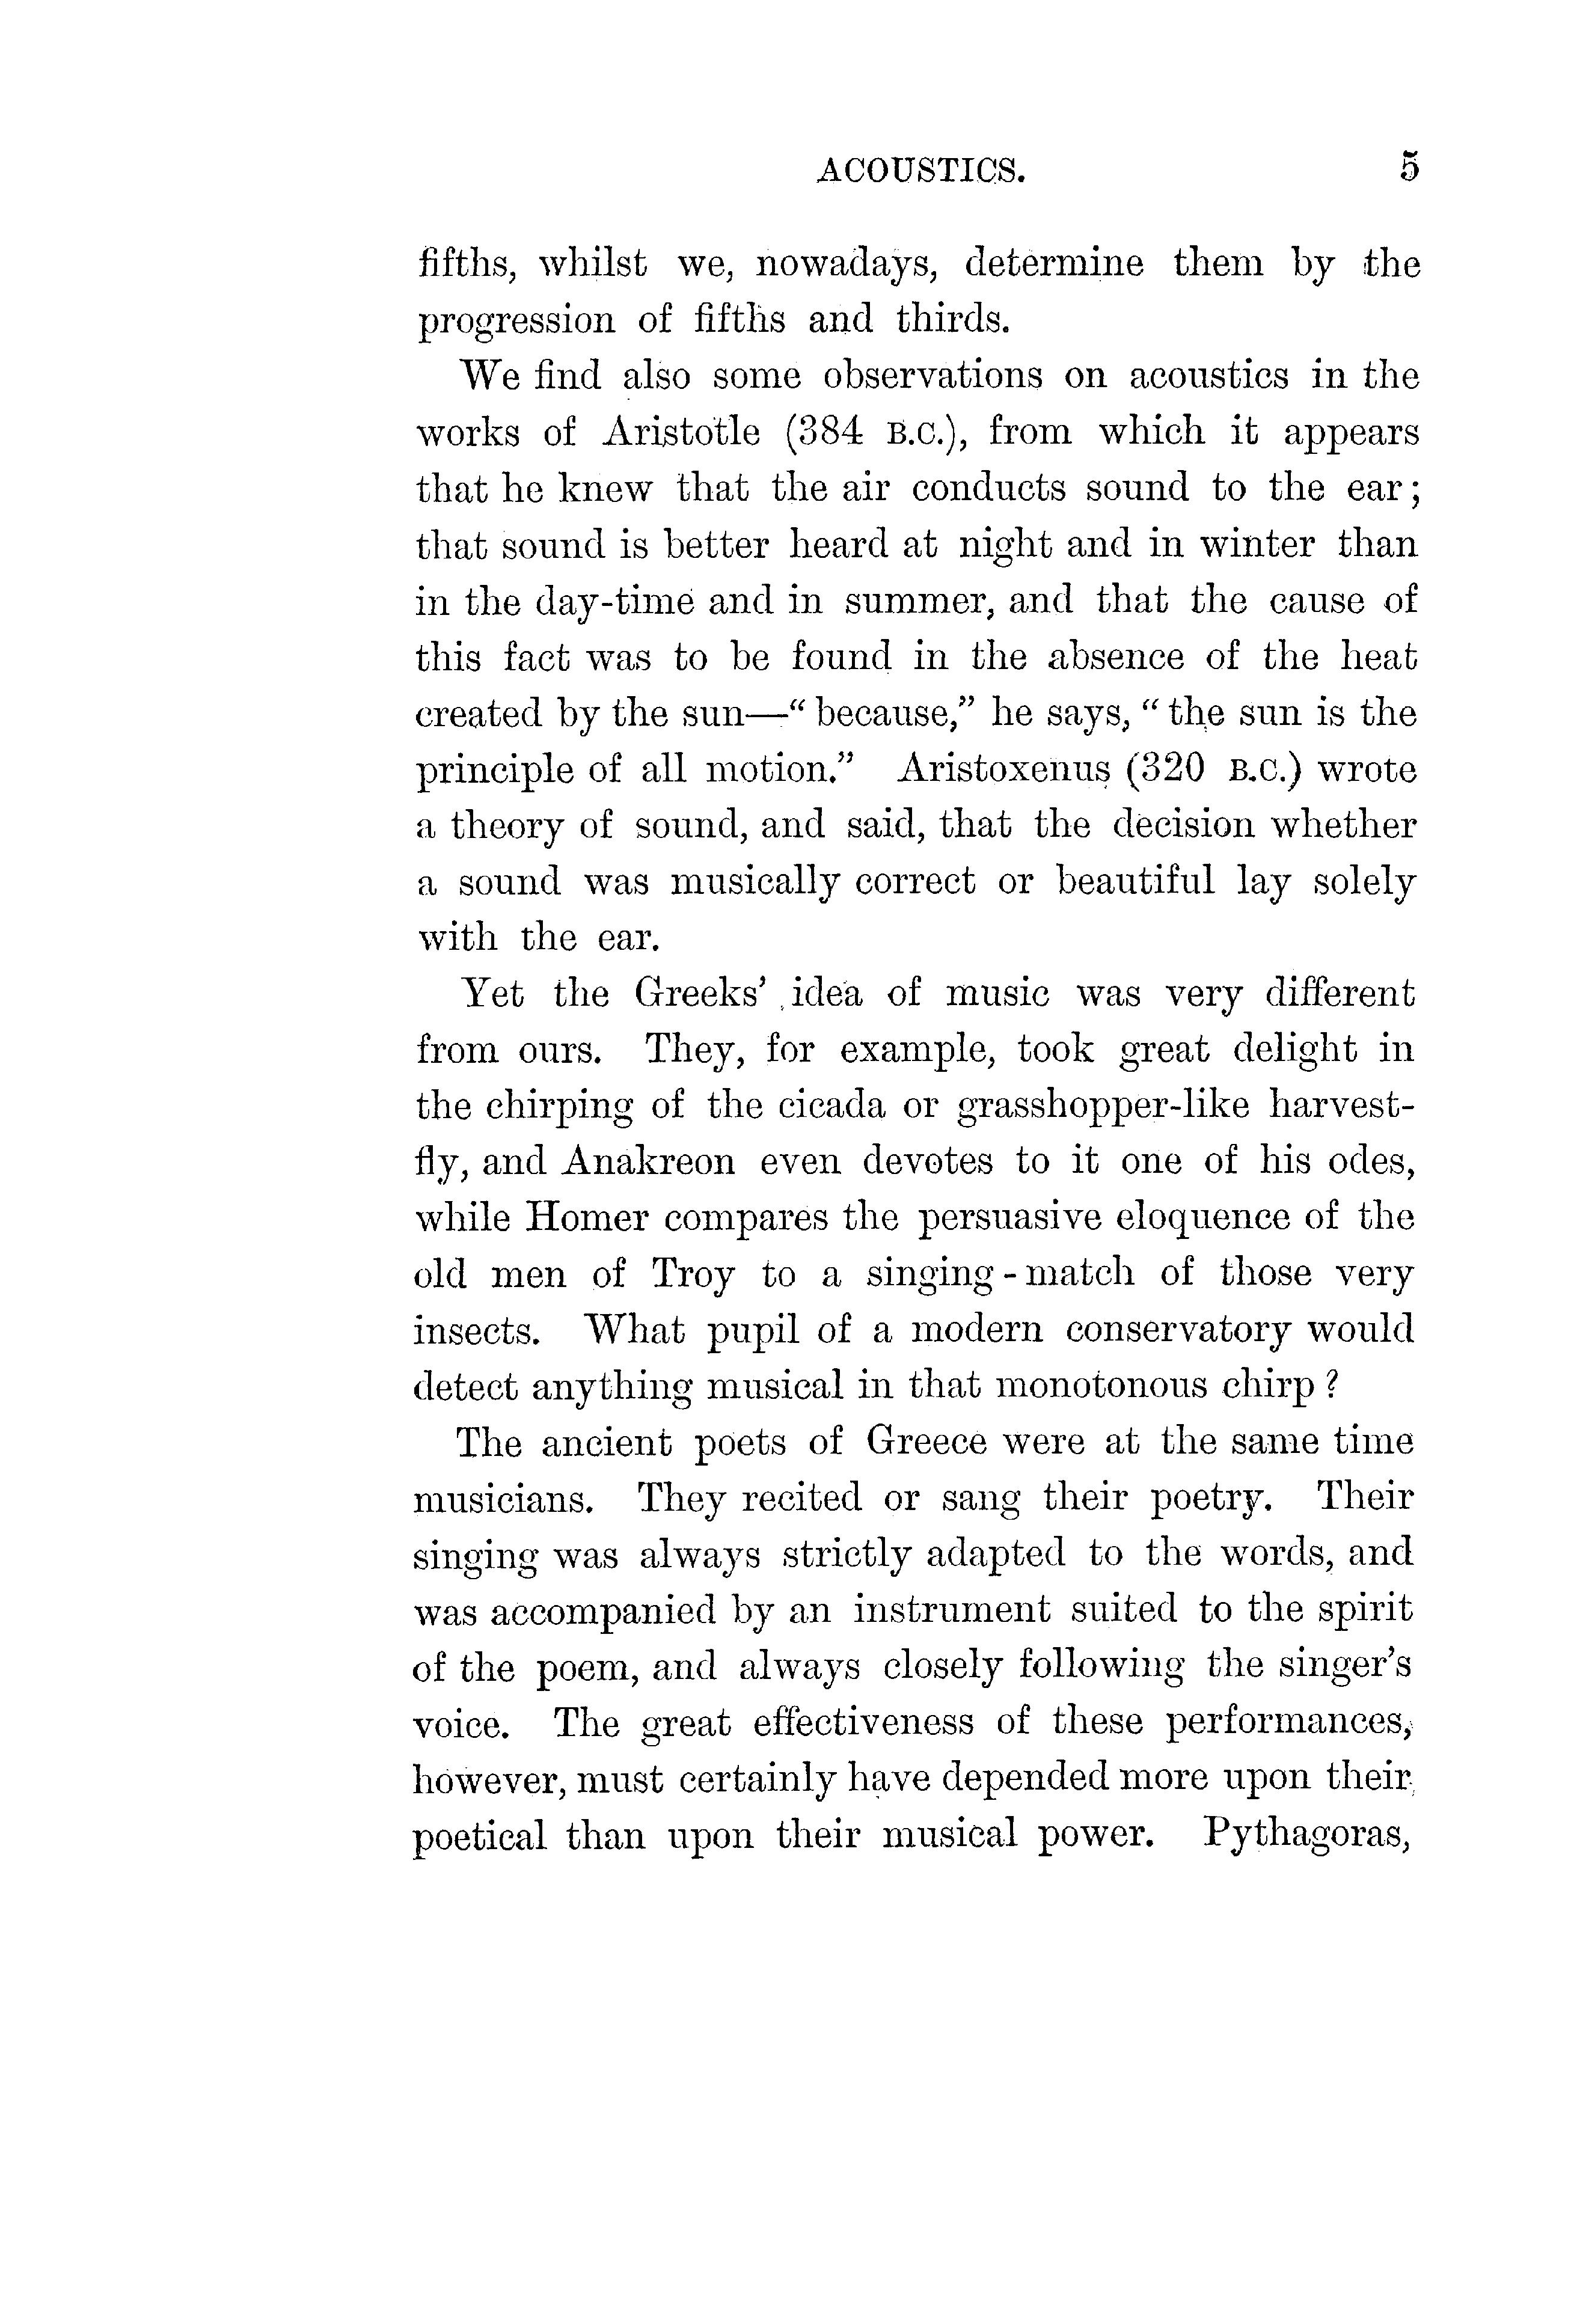 ACOUSTICS. 5
fifths, whilst we, nowadays, determine them by the
progression of fifths and thirds.
We find also some observations on acoustics in the
works of Aristotle (384 B.C.), from which it appears
that he knew that the air conducts sound to the ear;
that sound is better heard at night and in winter than
in the day-time and in summer, and that the cause of
this fact was to be found in the absence of the heat
created by the sun—“because,” he says, “the sun is the
principle of all motion.” Aristoxenus (320 B.C.) wrote
a theory of sound, and said, that the decision whether
a sound was musically correct or beautiful lay solely
with the ear.
Yet the Greeks’ idea of music was very different
from ours. They, for example, took great delight in
the chirping of the cicada or grasshopper-like harvest-
fly, and Anakreon even devotes to it one of his odes,
while Homer compares the persuasive eloquence of the
old men of Troy to a singing-match of those very
insects. What pupil of a modern conservatory would
detect anything musical in that monotonous chirp?
The ancient poets of Greece were at the same time
musicians. They recited or sang their poetry. Their
singing was always strictly adapted to the words, and
was accompanied by an instrument suited to the spirit
of the poem, and always closely following the singer’s
voice. The great effectiveness of these performances,
however, must certainly have depended more upon their
poetical than upon their musical power. Pythagoras,